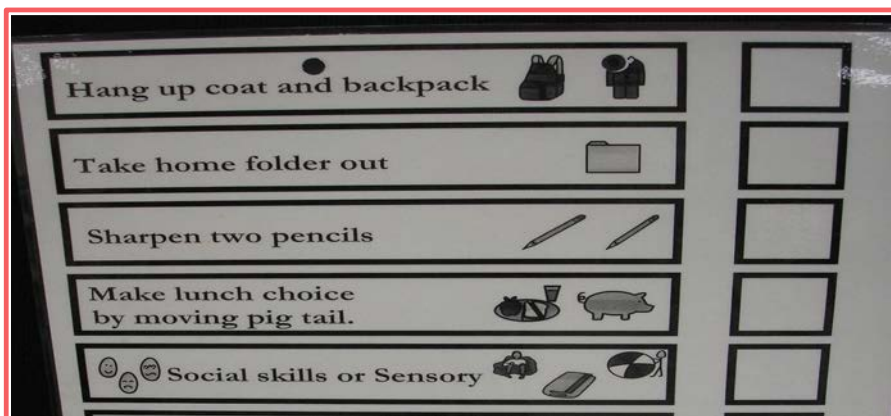 Hang up coat and backpack
Take home folder out
Sharpen two pencils
Make lunch choice
by moving pig tail.
Social skills or Sensory